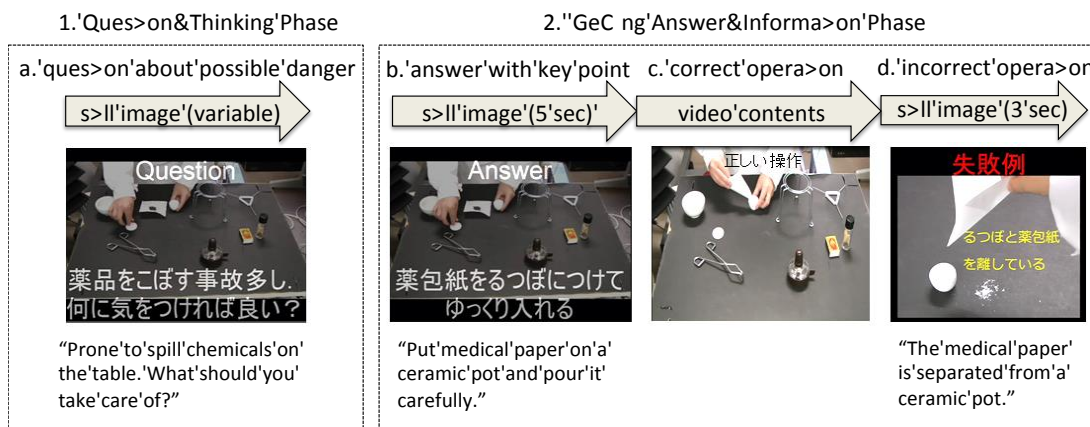 1.'Ques>on&Thinking'Phase
2.''GeC ng'Answer&Informa>on'Phase
a.'ques>on'about'possible'danger
b.'answer'with'key'point
c.'correct'opera>on
d.'incorrect'opera>on
s>ll'image'(variable)
s>ll'image'(5'sec)'
video'contents
s>ll'image'(3'sec)
Question
薬品をこぼす事故多し.
何に気をつければ良い？
Answer
薬包紙をるつぼにつけて
ゆっくり入れる
正しい操作
失敗例
るつぼと薬包紙
を離している
“Prone'to'spill'chemicals'on'
the'table.'What'should'you'
take'care'of?”
“Put'medical'paper'on'a'
ceramic'pot'and'pour'it'
carefully.”
“The'medical'paper
is'separated'from'a'
ceramic'pot.”